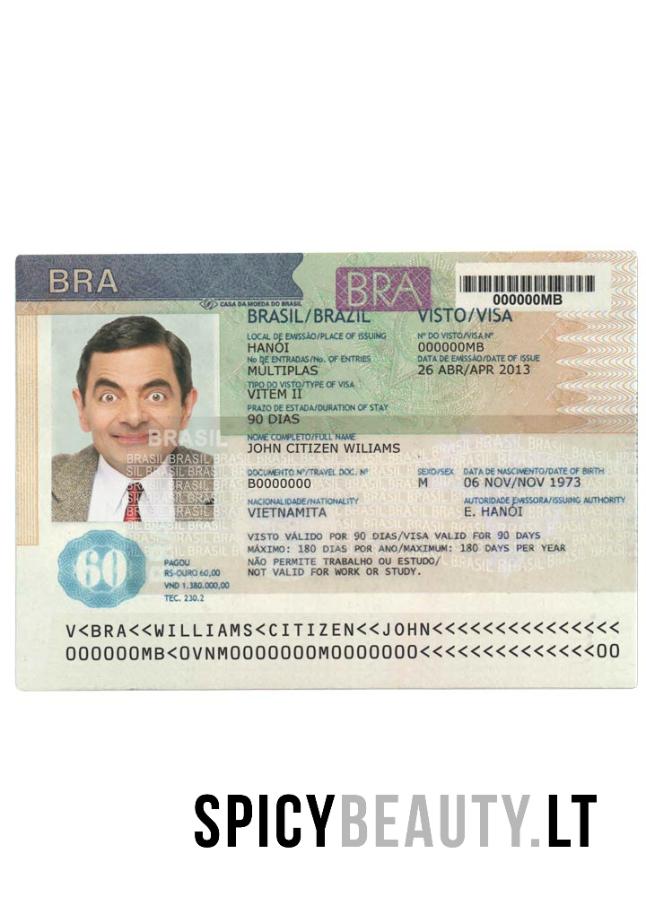 BRA
BRA
000000MB
CASA DA MOEDA DO BRASIL
BRASIL/BRAZIL VISTO/VISA
LOCAL DE EMISSÃO/PLACE OF ISSUING Nº DO VISTO/VISA Nº
HANÓI 000000MB
No DE ENTRADAS/No. OF ENTRIES DATA DE EMISSÃO/DATE OF ISSUE
MÚLTIPLAS 26 ABR/APR 2013
TIPO DO VISTO/TYPE OF VISA
VITEM II
PRAZO DE ESTADA/DURATION OF STAY
90 DIAS
NOME COMPLETO/FULL NAME
JOHN CITIZEN WILIAMS
DOCUMENTO Nº/TRAVEL DOC. Nº SEXO/SEX DATA DE NASCIMENTO/DATE OF BIRTH
B0000000 M 06 NOV/NOV 1973
NACIONALIDADE/NATIONALITY AUTORIDADE EMISSORA/ISSUING AUTHORITY
VIETNAMITA E. HANÓI
VISTO VÁLIDO POR 90 DIAS/VISA VALID FOR 90 DAYS
MÁXIMO: 180 DIAS POR ANO/MAXIMUM: 180 DAYS PER YEAR
NÃO PERMITE TRABALHO OU ESTUDO/
NOT VALID FOR WORK OR STUDY.
BRASIL
60
PAGOU
R$-OURO 60,00
VND 1.380.000,00
TEC. 230.2
V<BRA<<WILLIAMS<CITIZEN<<JOHN<<<<<<<<<<<<<<<
000000MB<0VNM0000000M0000000<<<<<<<<<<<<<<00
SPICYBEAUTY.LT